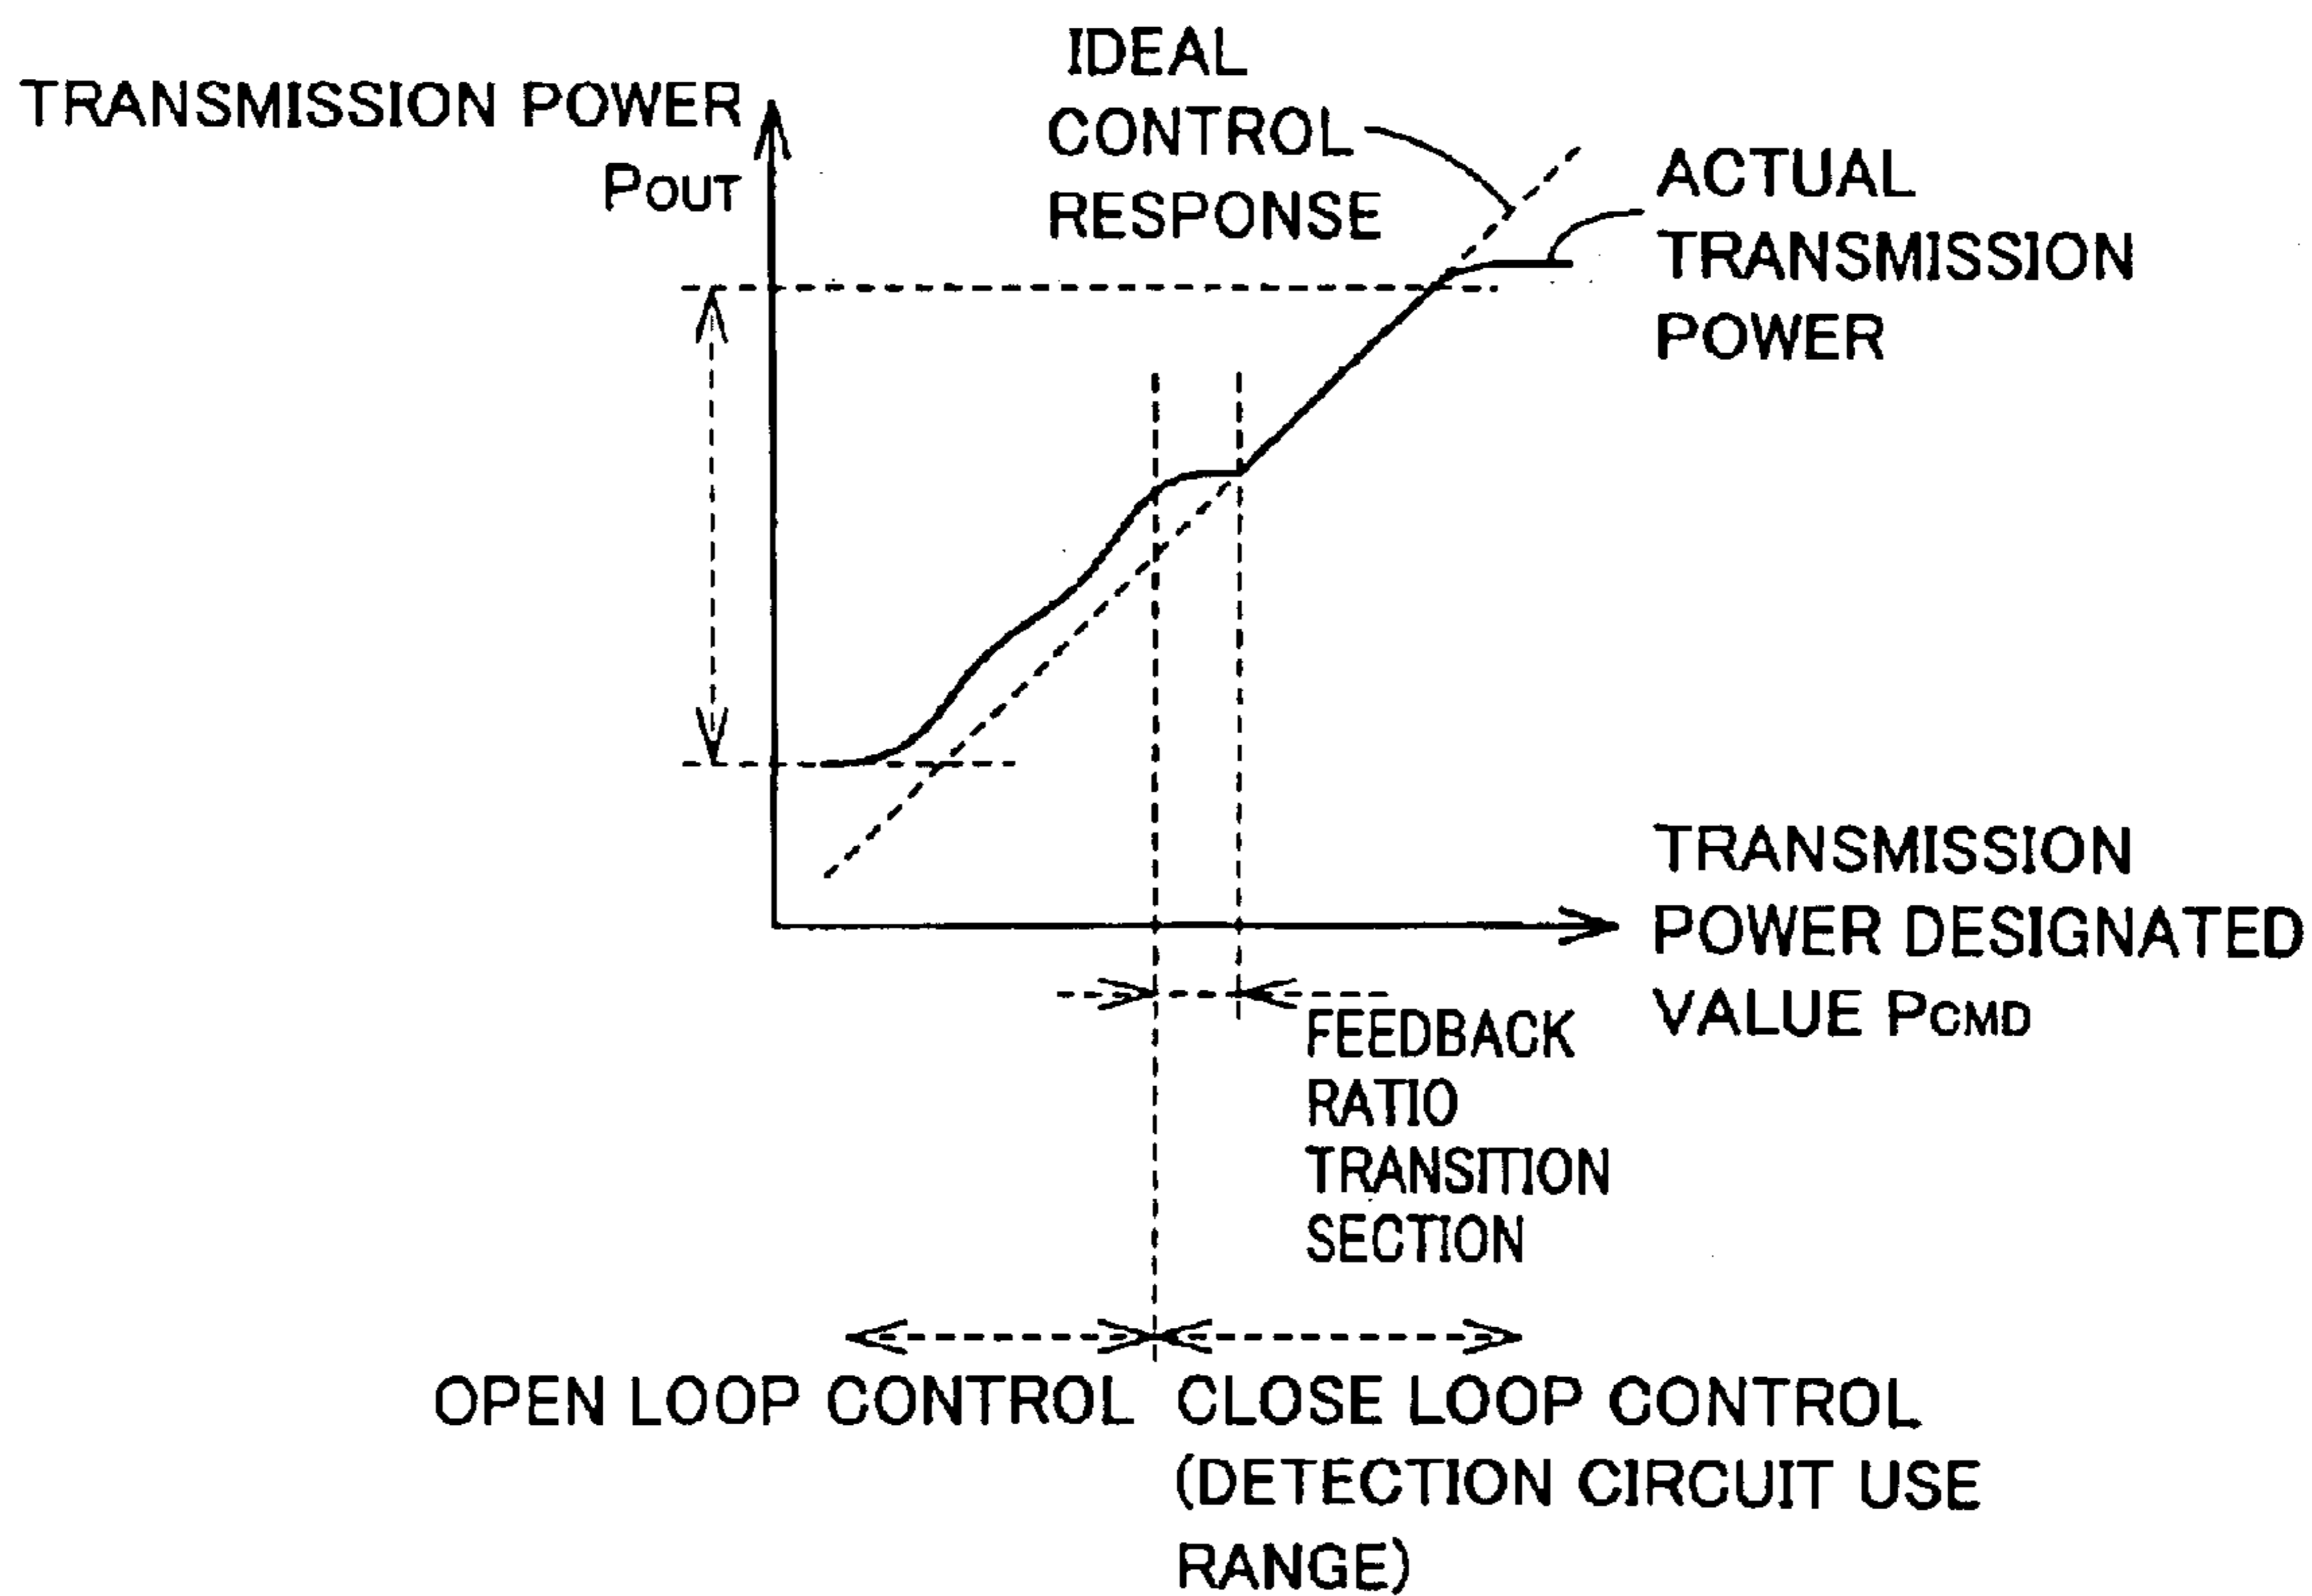 TRANSMISSION POWER
POUT
IDEAL
CONTROL
RESPONSE
ACTUAL
TRANSMISSION
POWER
TRANSMISSION
POWER DESIGNATED
VALUE PCMD
FEEDBACK
RATIO
TRANSITION
SECTION
OPEN LOOP CONTROL
CLOSE LOOP CONTROL
(DETECTION CIRCUIT USE
RANGE)